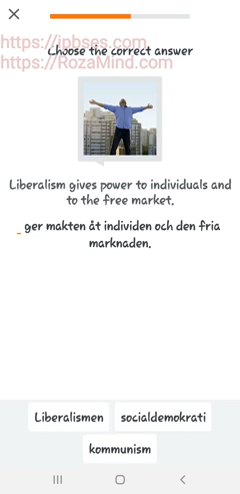 https://ipbses.com
https://RozaMind.com
Choose the correct answer
Liberalism gives power to individuals and
to the free market.
_ ger makten åt individen och den fria
marknaden.
Liberalismen
socialdemokrati
kommunism